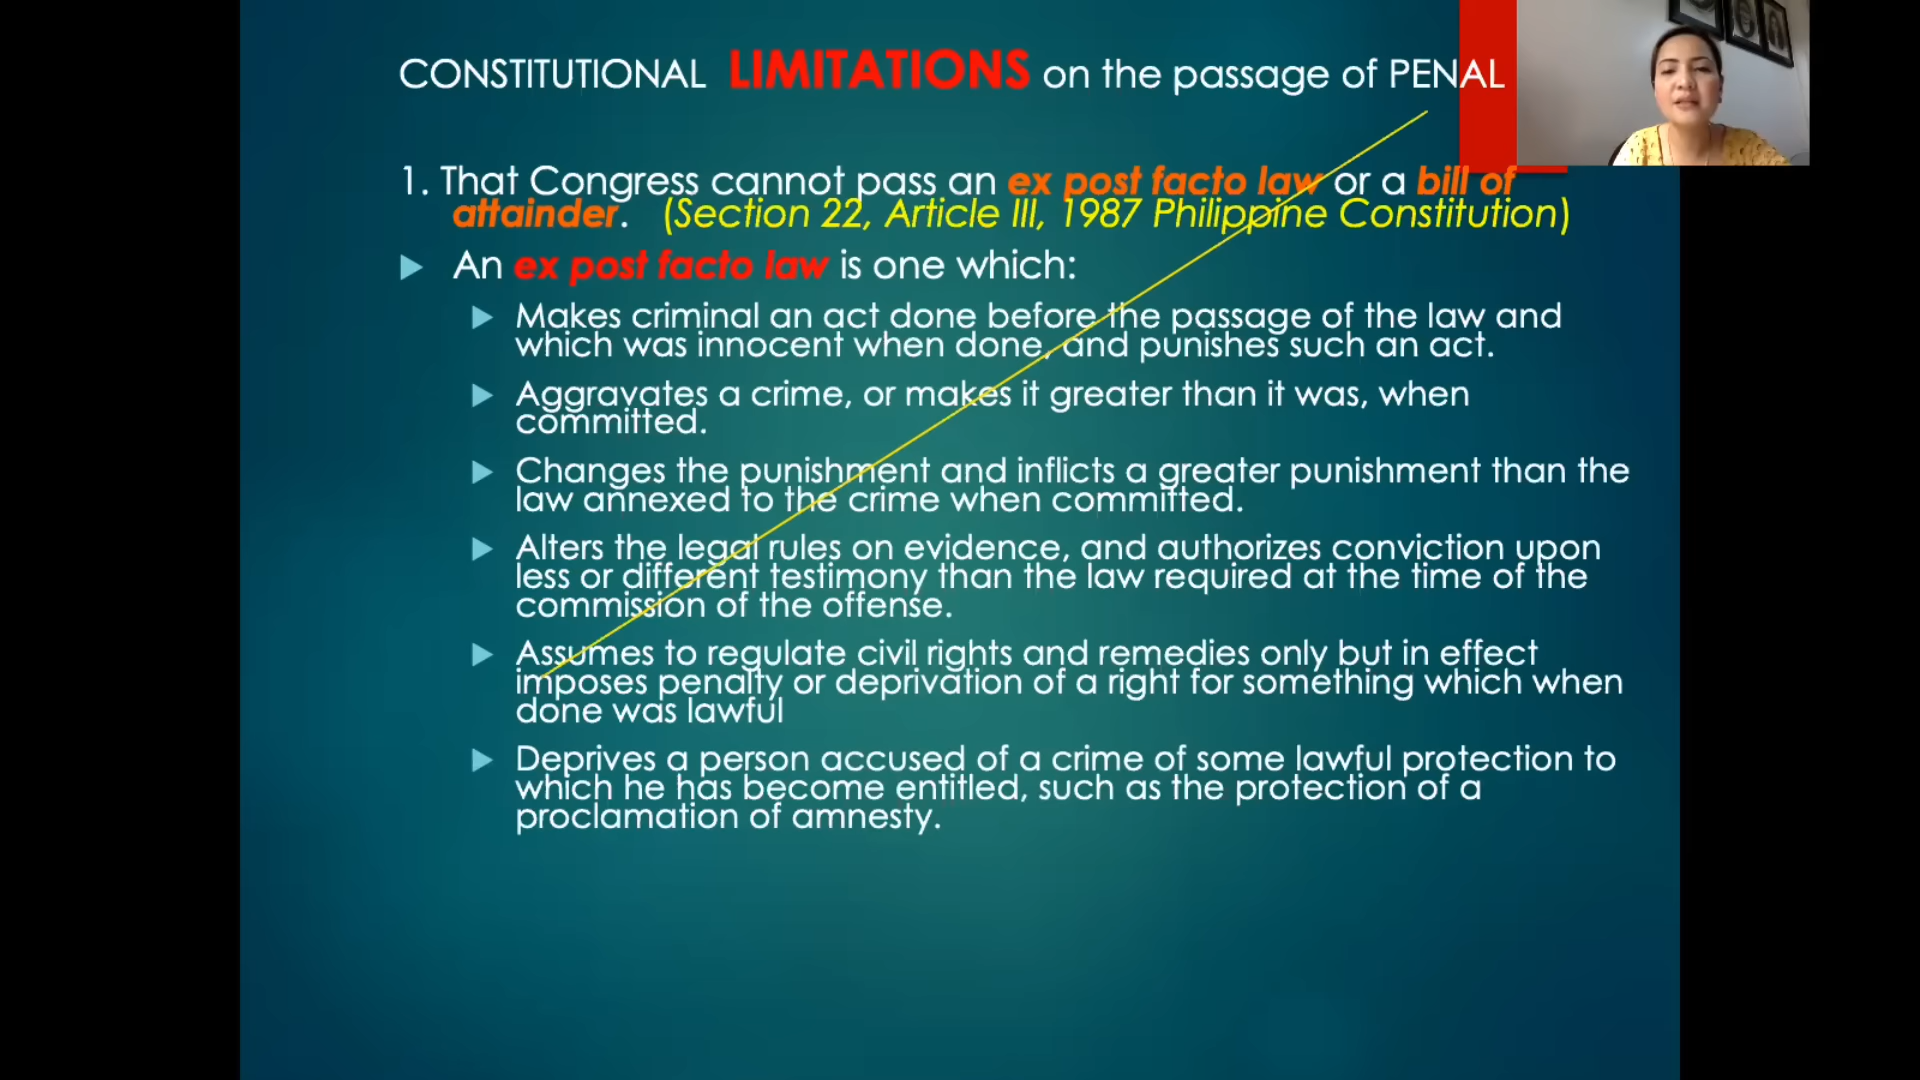 CONSTITUTIONAL LIMITATIONS on the passage of PENAL
1. That Congress cannot pass an ex post facto law or a bill of
attainder. (Section 22, Article III, 1987 Philippine Constitution)
An ex post facto law is one which:
Makes criminal an act done before the passage of the law and
which was innocent when done, and punishes such an act.
Aggravates a crime, or makes it greater than it was, when
committed.
Changes the punishment and inflicts a greater punishment than the
law annexed to the crime when committed.
Alters the legal rules on evidence, and authorizes conviction upon
less or different testimony than the law required at the time of the
commission of the offense.
Assumes to regulate civil rights and remedies only but in effect
imposes penalty or deprivation of a right for something which when
done was lawful
Deprives a person accused of a crime of some lawful protection to
which he has become entitled, such as the protection of a
proclamation of amnesty.